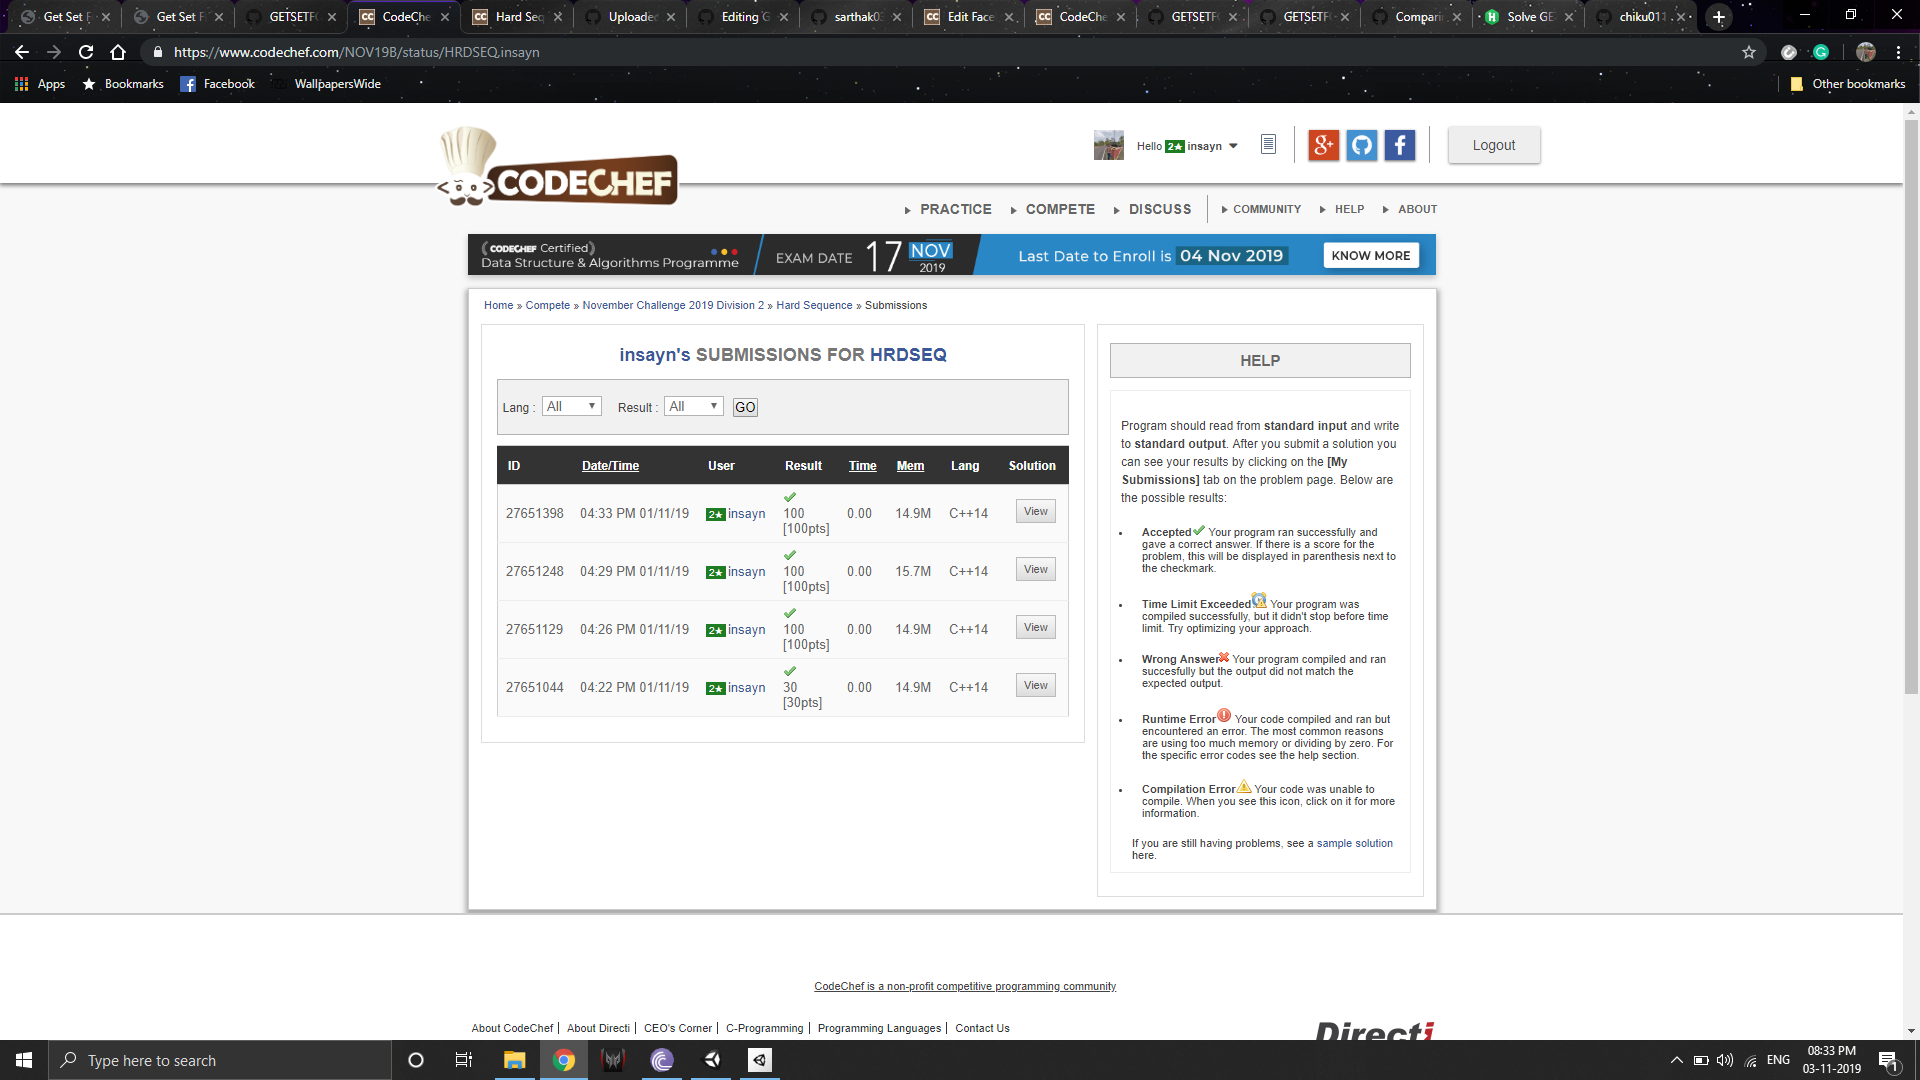 Get Set F
Get Set F
GETSETFO
CodeChe
Hard Seq
Uploaded
Editing G
sarthak03
Edit Face
CodeChe
GETSETFO
GETSETFO
Compani
Solve GE
chiku011
https://www.codechef.com/NOV19B/status/HRDSEQ,insayn
Apps Bookmarks Facebook WallpapersWide Other bookmarks
CODECHEF
Hello 2★ insayn
Logout
PRACTICE COMPETE DISCUSS COMMUNITY HELP ABOUT
CODECHEF Certified
Data Structure & Algorithms Programme
EXAM DATE 17 NOV 2019
Last Date to Enroll is 04 Nov 2019
KNOW MORE
Home » Compete » November Challenge 2019 Division 2 » Hard Sequence » Submissions
insayn's SUBMISSIONS FOR HRDSEQ
Lang : All Result : All GO
ID Date/Time User Result Time Mem Lang Solution
27651398 04:33 PM 01/11/19 2★ insayn 100 [100pts] 0.00 14.9M C++14 View
27651248 04:29 PM 01/11/19 2★ insayn 100 [100pts] 0.00 15.7M C++14 View
27651129 04:26 PM 01/11/19 2★ insayn 100 [100pts] 0.00 14.9M C++14 View
27651044 04:22 PM 01/11/19 2★ insayn 30 [30pts] 0.00 14.9M C++14 View
HELP
Program should read from standard input and write
to standard output. After you submit a solution you
can see your results by clicking on the [My
Submissions] tab on the problem page. Below are
the possible results:
Accepted Your program ran successfully and
gave a correct answer. If there is a score for the
problem, this will be displayed in parenthesis next to
the checkmark.
Time Limit Exceeded Your program was
compiled successfully, but it didn't stop before time
limit. Try optimizing your approach.
Wrong Answer Your program compiled and ran
succesfully but the output did not match the
expected output.
Runtime Error Your code compiled and ran but
encountered an error. The most common reasons
are using too much memory or dividing by zero. For
the specific error codes see the help section.
Compilation Error Your code was unable to
compile. When you see this icon, click on it for more
information.
If you are still having problems, see a sample solution
here.
CodeChef is a non-profit competitive programming community
About CodeChef | About Directi | CEO's Corner | C-Programming | Programming Languages | Contact Us
Directi
Type here to search
ENG
08:33 PM
03-11-2019
1